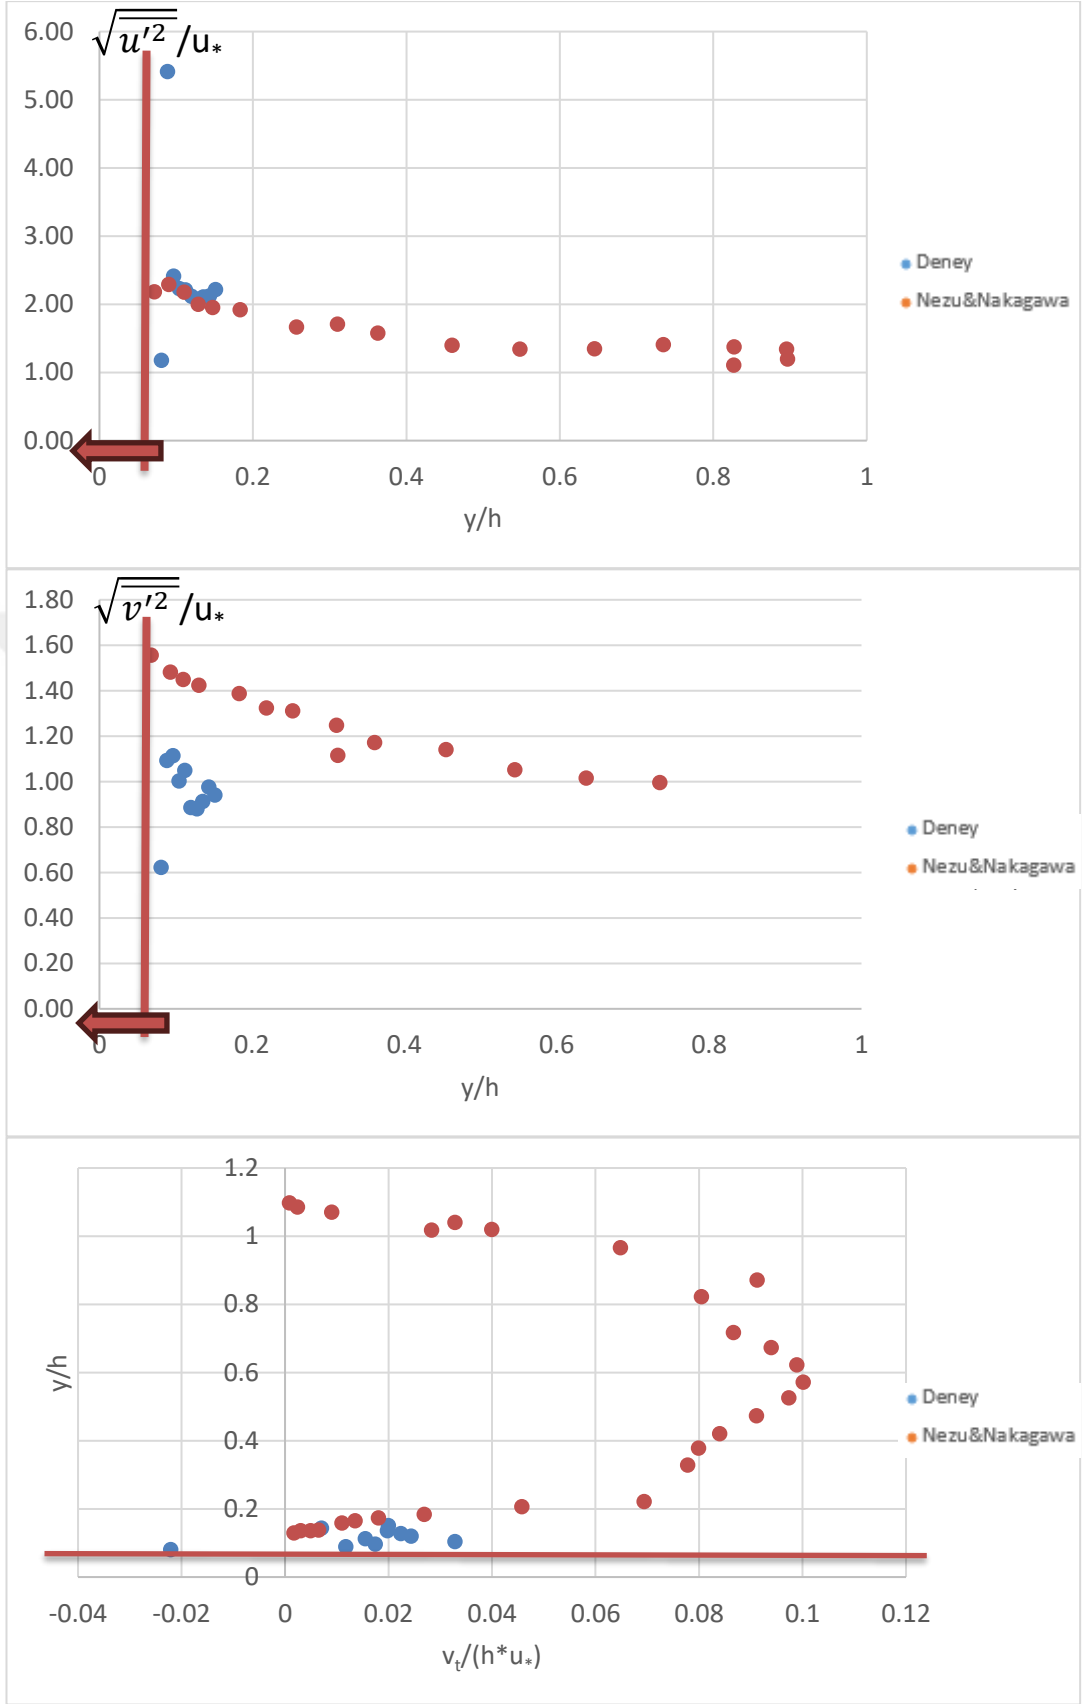 √u′² /u*
6.00
5.00
4.00
3.00
2.00
1.00
0.00
0 0.2 0.4 0.6 0.8 1
y/h
Deney
Nezu&Nakagawa
√v′² /u*
1.80
1.60
1.40
1.20
1.00
0.80
0.60
0.40
0.20
0.00
0 0.2 0.4 0.6 0.8 1
y/h
Deney
Nezu&Nakagawa
1.2
1
0.8
0.6
0.4
0.2
0
y/h
-0.04 -0.02 0 0.02 0.04 0.06 0.08 0.1 0.12
vt/(h*u*)
Deney
Nezu&Nakagawa